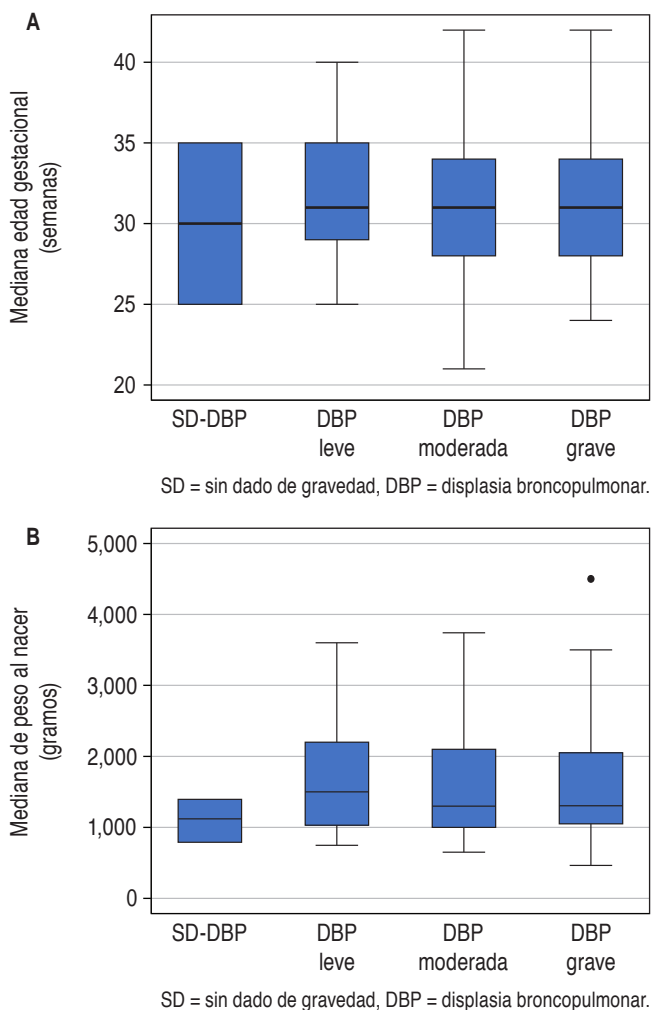 A
Mediana edad gestacional
(semanas)
40
35
30
25
20
SD-DBP
DBP
leve
DBP
moderada
DBP
grave
SD = sin dado de gravedad, DBP = displasia broncopulmonar.
B
Mediana de peso al nacer
(gramos)
5,000
4,000
3,000
2,000
1,000
0
SD-DBP
DBP
leve
DBP
moderada
DBP
grave
SD = sin dado de gravedad, DBP = displasia broncopulmonar.